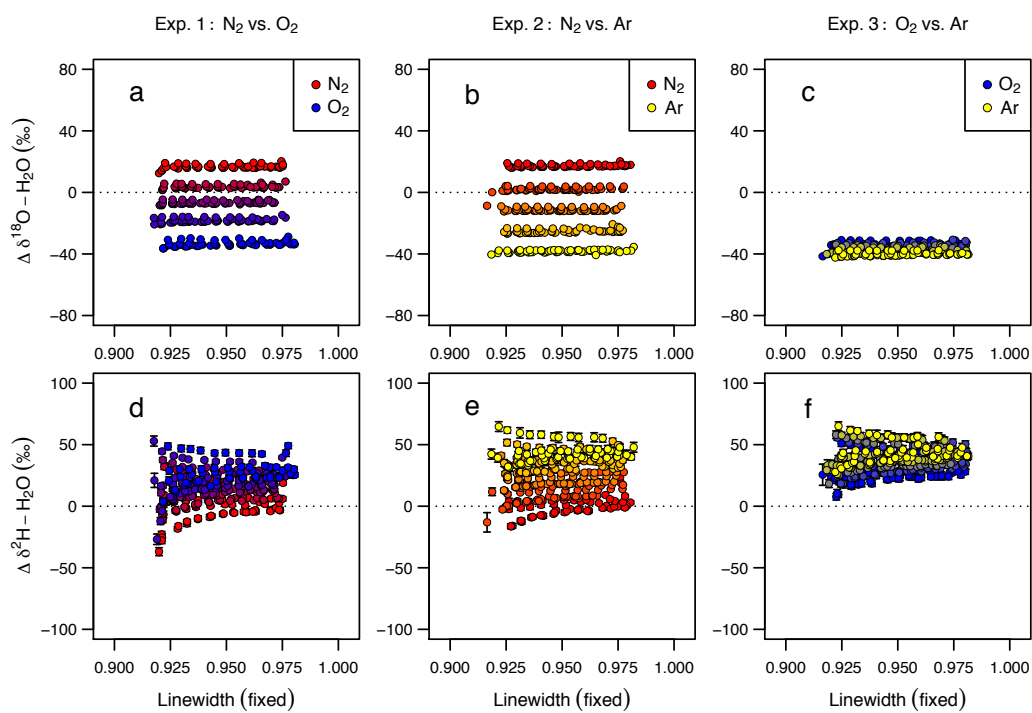 Exp. 1: N₂ vs. O₂
Exp. 2: N₂ vs. Ar
Exp. 3: O₂ vs. Ar
Δ δ¹⁸O − H₂O (‰)
80
40
0
−40
−80
a
N₂
O₂
0.900 0.925 0.950 0.975 1.000
80
40
0
−40
−80
b
N₂
Ar
0.900 0.925 0.950 0.975 1.000
80
40
0
−40
−80
c
O₂
Ar
0.900 0.925 0.950 0.975 1.000
Δ δ²H − H₂O (‰)
100
50
0
−50
−100
d
0.900 0.925 0.950 0.975 1.000
Linewidth (fixed)
100
50
0
−50
−100
e
0.900 0.925 0.950 0.975 1.000
Linewidth (fixed)
100
50
0
−50
−100
f
0.900 0.925 0.950 0.975 1.000
Linewidth (fixed)